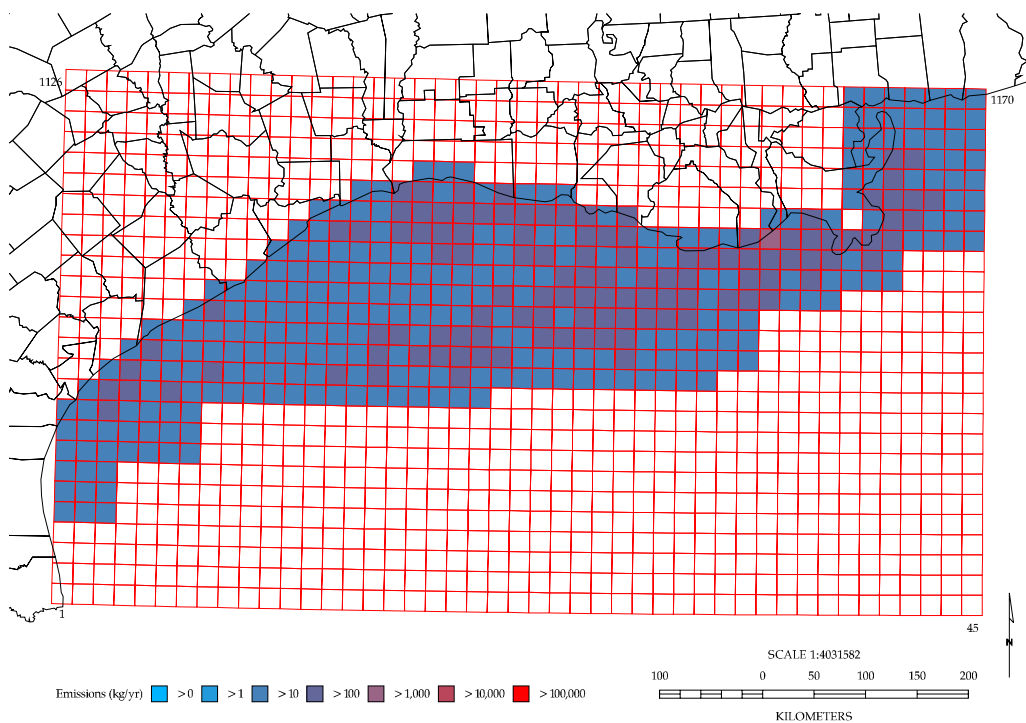 1126
1170
1
45
SCALE 1:4031582
N
Emissions (kg/yr) > 0 > 1 > 10 > 100 > 1,000 > 10,000 > 100,000
100 0 50 100 150 200
KILOMETERS